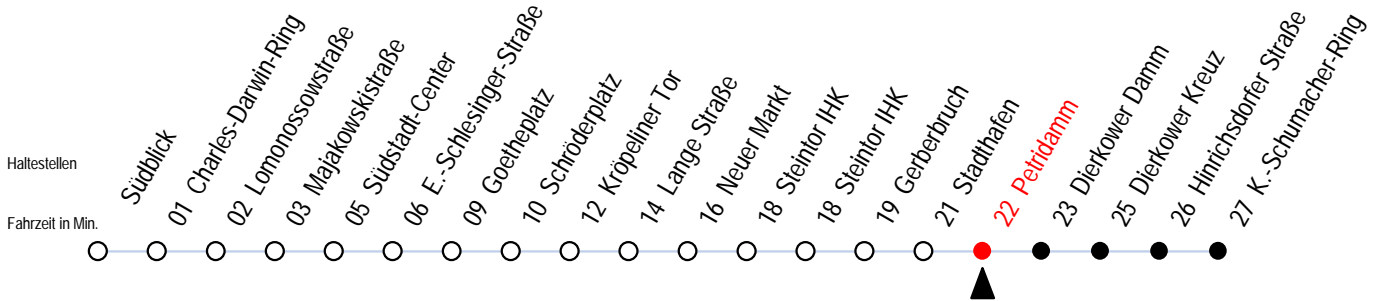 Haltestellen
Fahrzeit in Min.
Südblick
01 Charles-Darwin-Ring
02 Lomonossowstraße
03 Majakowskistraße
05 Südstadt-Center
06 E.-Schlesinger-Straße
09 Goetheplatz
10 Schröderplatz
12 Kröpeliner Tor
14 Lange Straße
16 Neuer Markt
18 Steintor IHK
18 Steintor IHK
19 Gerberbruch
21 Stadthafen
22 Petridamm
23 Dierkower Damm
25 Dierkower Kreuz
26 Hinrichsdorfer Straße
27 K.-Schumacher-Ring